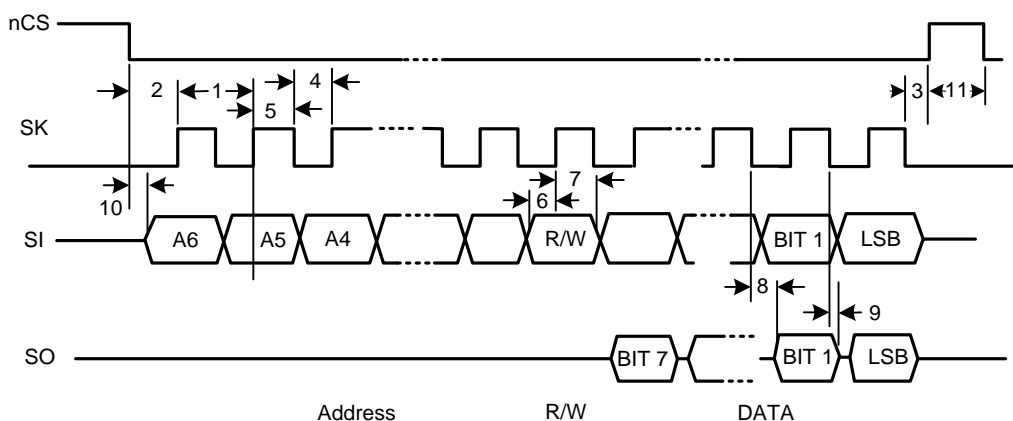 nCS
2 1 4 3 11
5
SK
7
10 6
SI A6 A5 A4 R/W BIT 1 LSB
8 9
SO BIT 7 BIT 1 LSB
Address R/W DATA